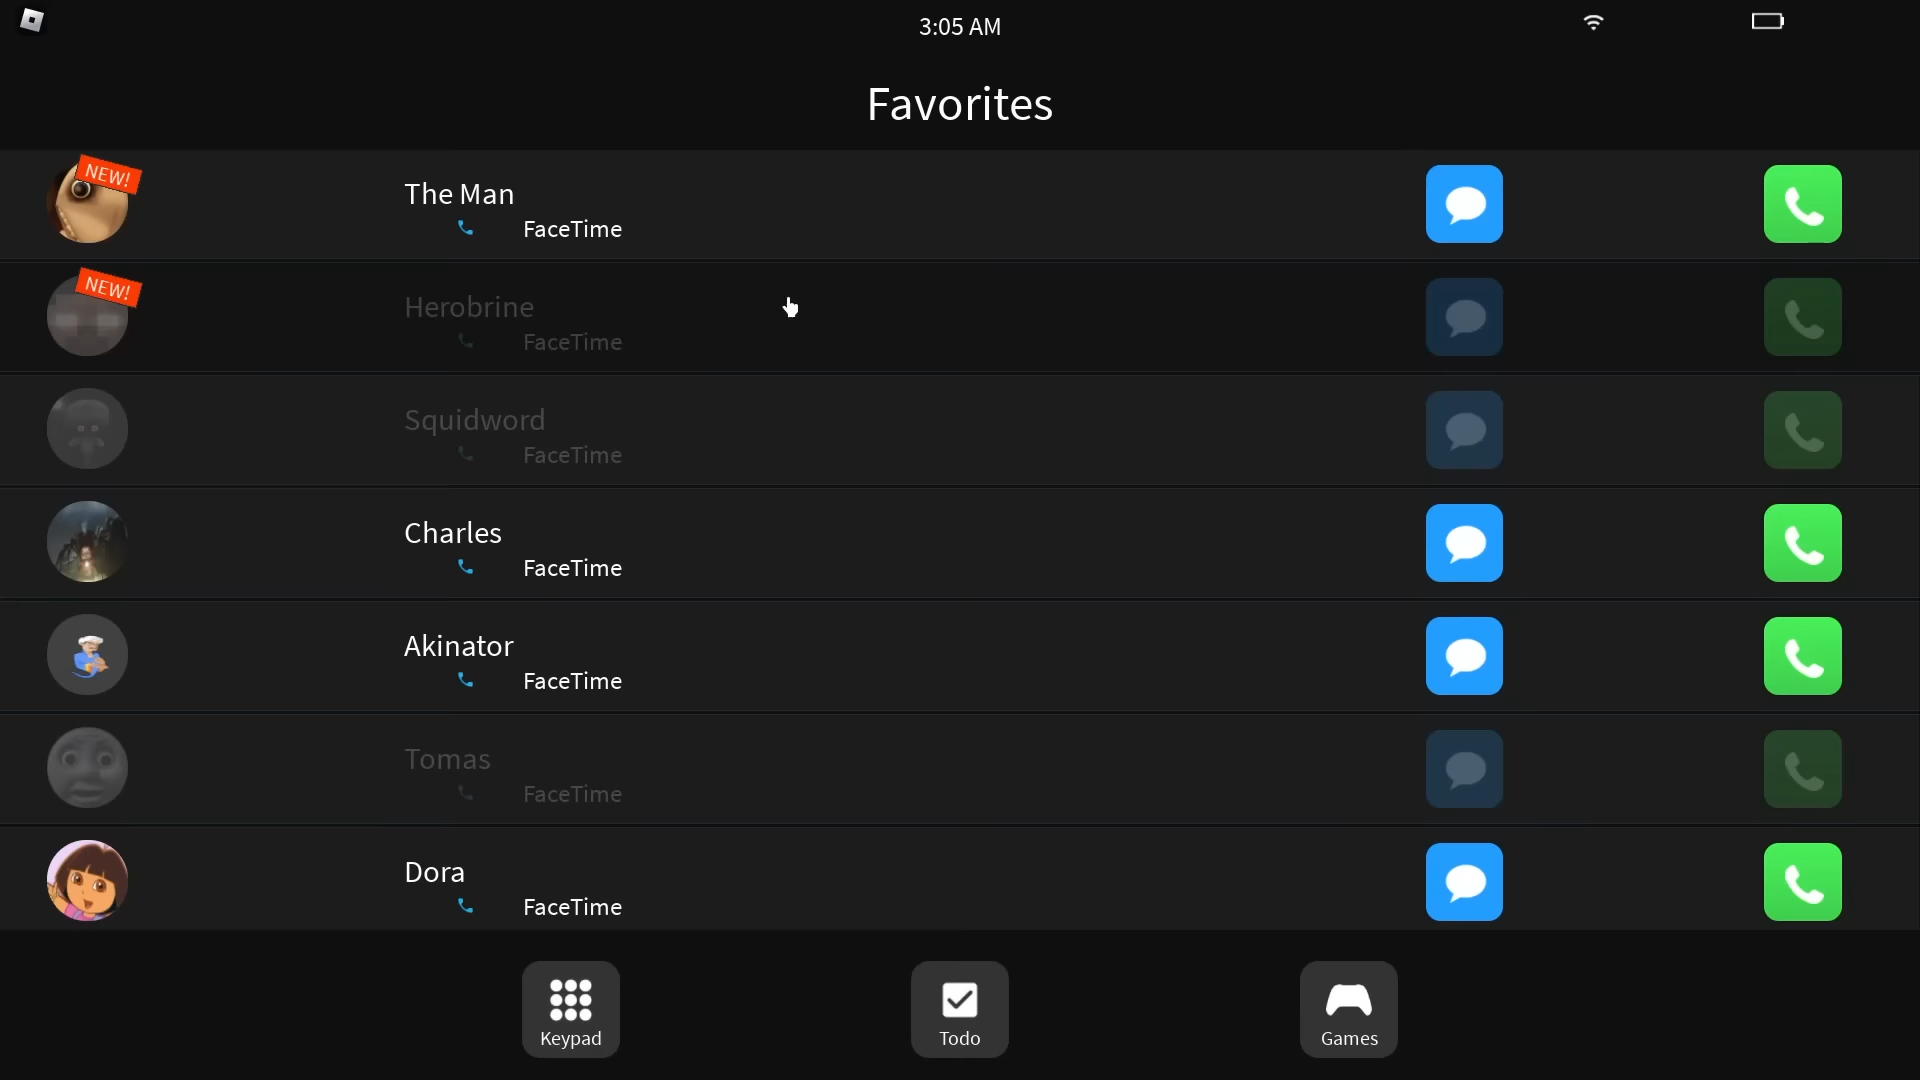 3:05 AM
Favorites
NEW!
The Man
FaceTime
NEW!
Herobrine
FaceTime
Squidword
FaceTime
Charles
FaceTime
Akinator
FaceTime
Tomas
FaceTime
Dora
FaceTime
Keypad
Todo
Games